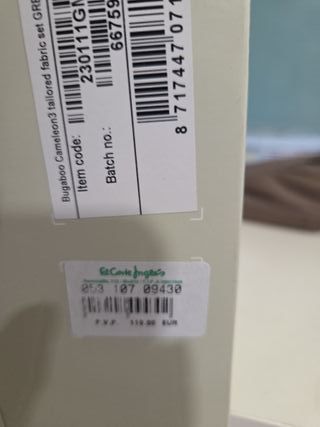 Bugaboo Cameleon3 tailored fabric set GRE
Item code:
230111GM
Batch no.:
66759
8 717447 071
El Corte Inglés
053 107 09430
P.V.P. 119.90 EUR